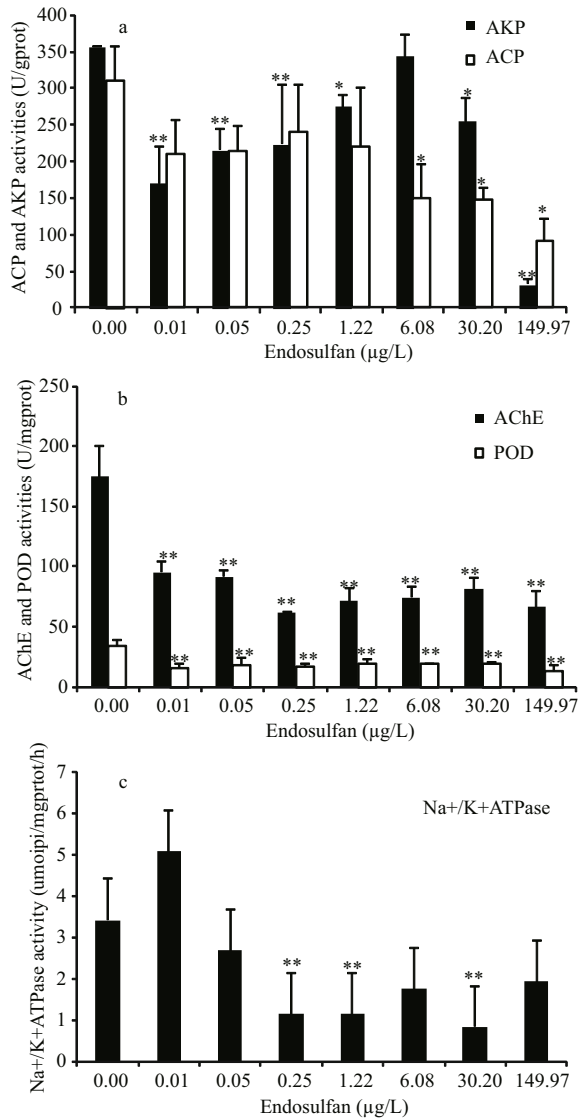 a
AKP
ACP
ACP and AKP activities (U/gprot)
400
350
300
250
200
150
100
50
0
** ** ** * * * * ** *
0.00 0.01 0.05 0.25 1.22 6.08 30.20 149.97
Endosulfan (µg/L)
b
AChE
POD
AChE and POD activities (U/mgprot)
250
200
150
100
50
0
** ** ** ** ** ** **
** ** ** ** ** ** **
0.00 0.01 0.05 0.25 1.22 6.08 30.20 149.97
Endosulfan (µg/L)
c
Na+/K+ATPase
Na+/K+ATPase activity (umoipi/mgprtot/h)
7
6
5
4
3
2
1
0
** ** **
0.00 0.01 0.05 0.25 1.22 6.08 30.20 149.97
Endosulfan (µg/L)